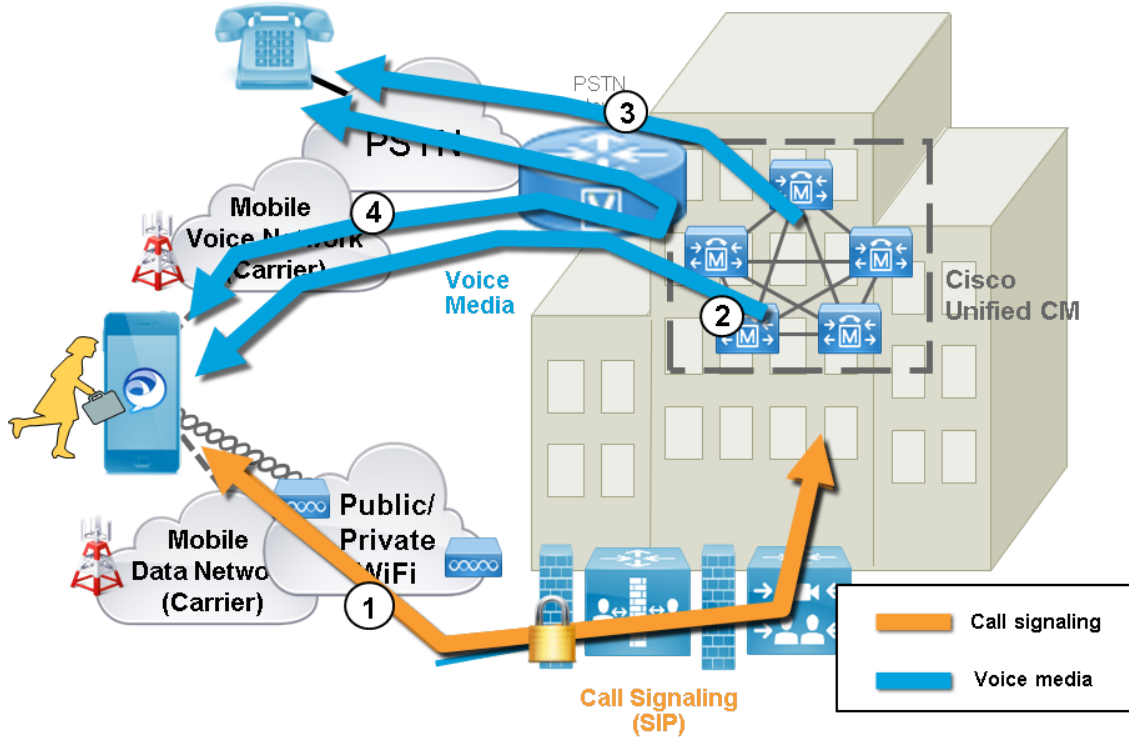 PSTN
3
PSTN
V
M
Mobile
4
Voice Network
(Carrier)
M
M
Voice
Media
Cisco
Unified CM
2
M
M
Public/
Private
WiFi
Mobile
Data
(Carrier)
1
Call signaling
Voice media
Call Signaling
(SIP)